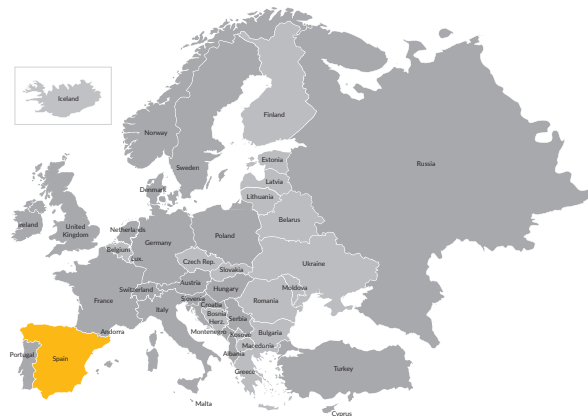 Iceland
Finland
Norway
Sweden
Russia
Estonia
Latvia
Denmark
Lithuania
Belarus
Ireland
United
Kingdom
Netherlands
Poland
Germany
Belgium
Lux.
Czech Rep.
Ukraine
Slovakia
Moldova
Austria
Hungary
Switzerland
France
Romania
Slovenia
Croatia
Italy
Bosnia
Herz.
Serbia
Andorra
Montenegro
Kosovo
Bulgaria
Macedonia
Albania
Portugal
Spain
Greece
Turkey
Malta
Cyprus